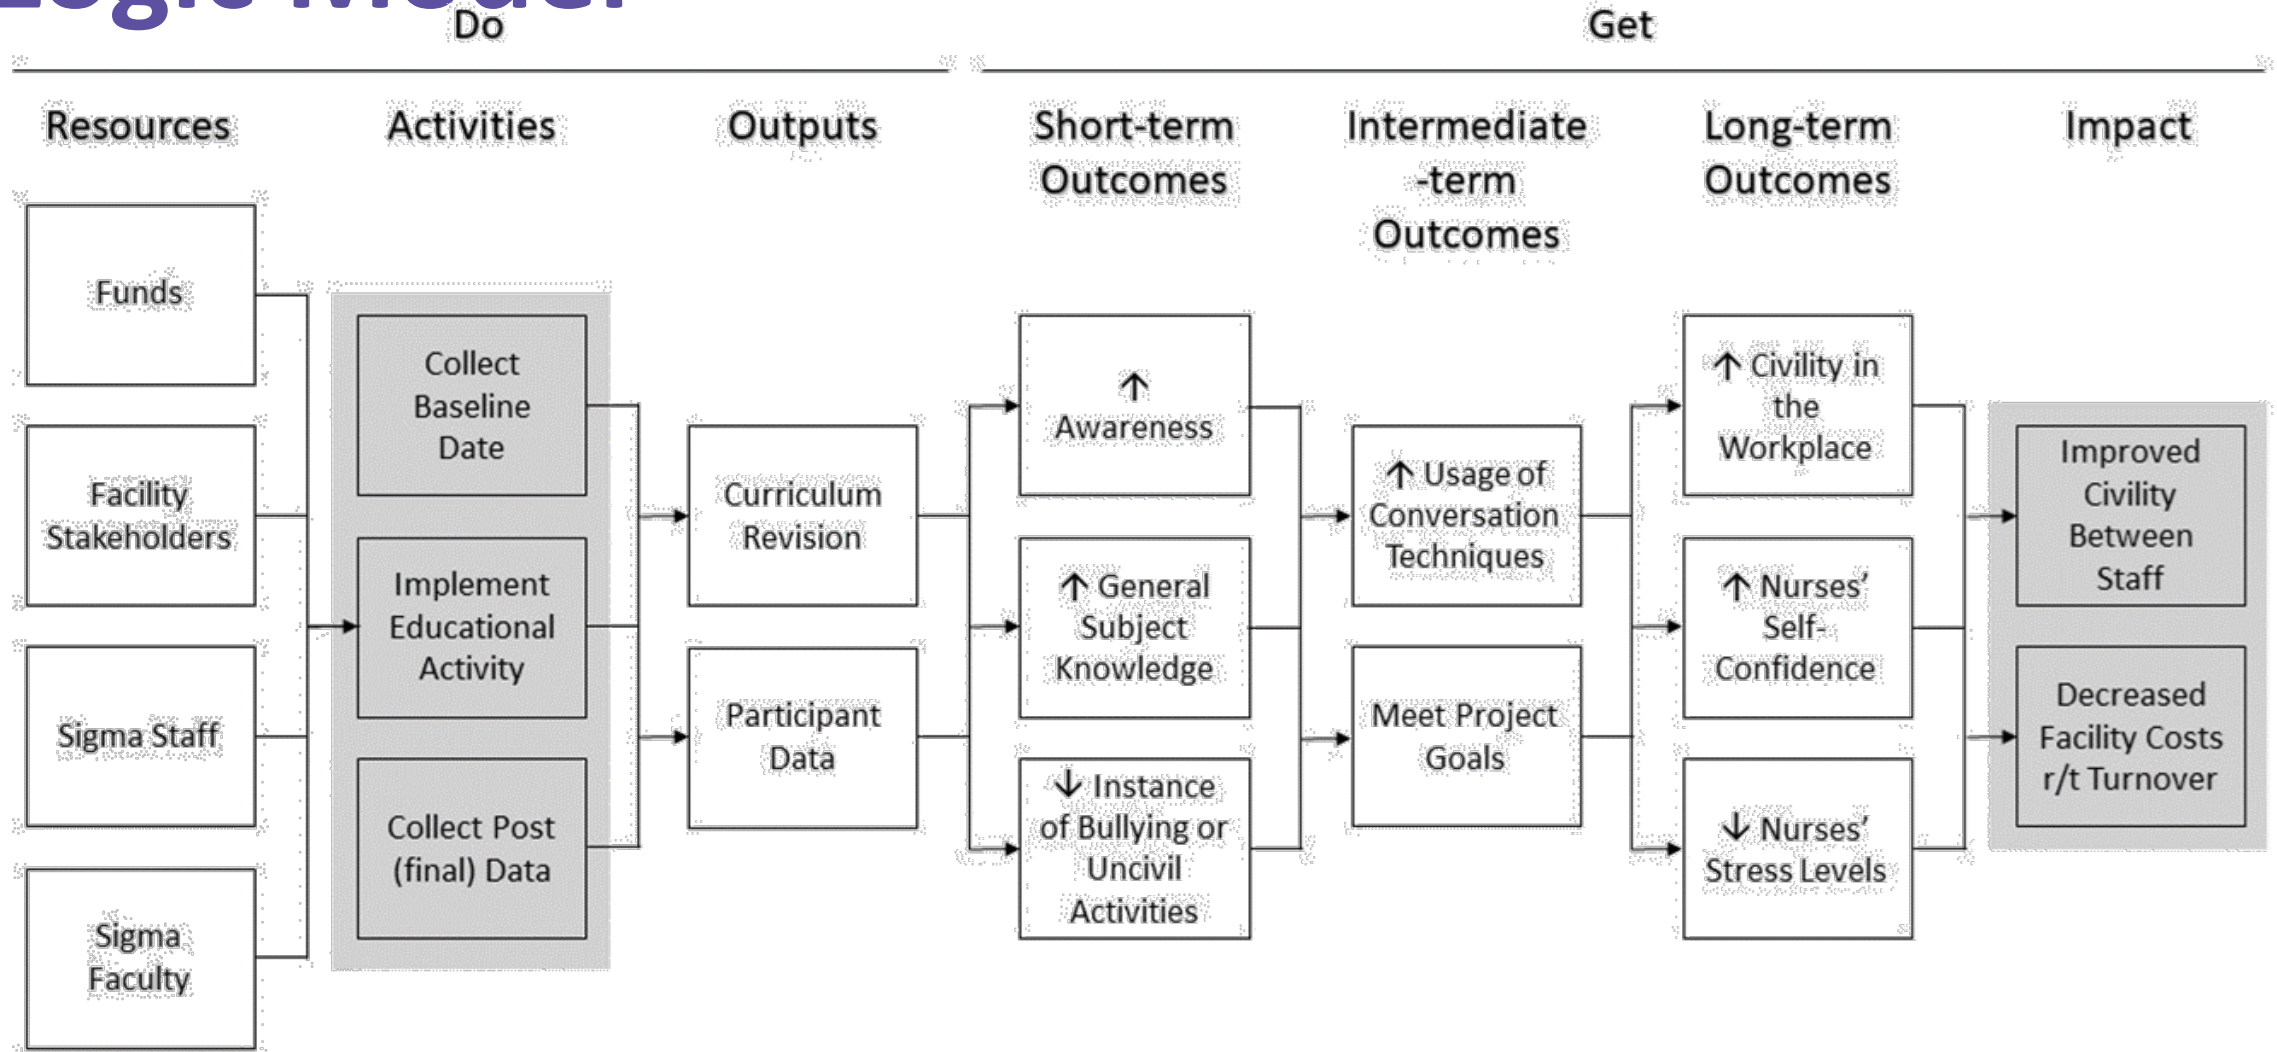 Logic Model
Do
Get
Resources
Activities
Outputs
Short-term
Outcomes
Intermediate
-term
Outcomes
Long-term
Outcomes
Impact
Funds
Facility
Stakeholders
Sigma Staff
Sigma
Faculty
Collect
Baseline
Date
Implement
Educational
Activity
Collect Post
(final) Data
Curriculum
Revision
Participant
Data
↑
Awareness
↑ General
Subject
Knowledge
↓ Instance
of Bullying or
Uncivil
Activities
↑ Usage of
Conversation
Techniques
Meet Project
Goals
↑ Civility in
the
Workplace
↑ Nurses’
Self-
Confidence
↓ Nurses’
Stress Levels
Improved
Civility
Between
Staff
Decreased
Facility Costs
r/t Turnover